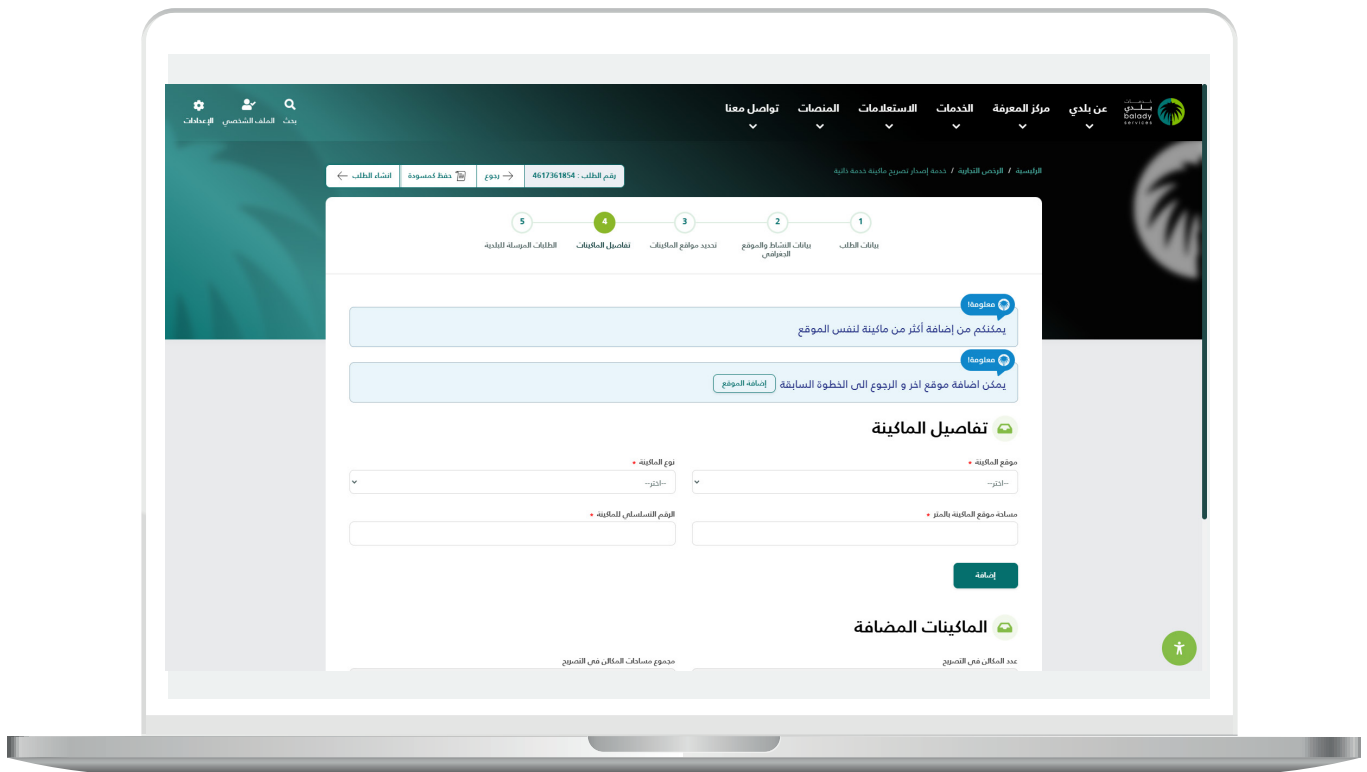 خدمات
بلدي
balady
services
عن بلدي
مركز المعرفة
الخدمات
الاستعلامات
المنصات
تواصل معنا
بحث
الملف الشخصي
الإعدادات
الرئيسية / الرخص التجارية / خدمة إصدار تصريح ماكينة خدمة ذاتية
رقم الطلب : 4617361854
رجوع
حفظ كمسودة
انشاء الطلب
1
بيانات الطلب
2
بيانات النشاط والموقع
الجغرافي
3
تحديد مواقع الماكينات
4
تفاصيل الماكينات
5
الطلبات المرسلة للبلدية
معلومة!
يمكنكم من إضافة أكثر من ماكينة لنفس الموقع
معلومة!
يمكن اضافة موقع اخر و الرجوع الى الخطوة السابقة إضافة الموقع
تفاصيل الماكينة
موقع الماكينة *
--اختر--
نوع الماكينة *
--اختر--
مساحة موقع الماكينة بالمتر *
الرقم التسلسلي للماكينة *
إضافة
الماكينات المضافة
عدد المكائن في التصريح
مجموع مساحات المكائن في التصريح